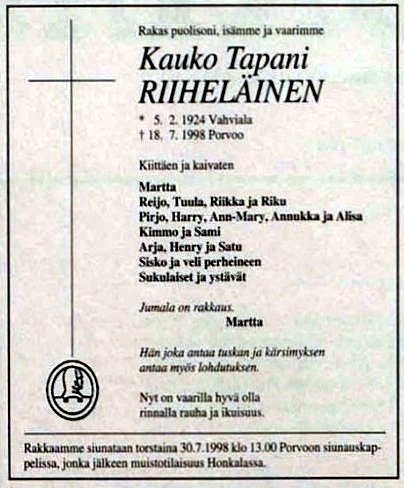 Rakas puolisoni, isämme ja vaarimme
Kauko Tapani
RIIHELÄINEN
* 5. 2. 1924 Vahviala
† 18. 7. 1998 Porvoo
Kiittäen ja kaivaten
Martta
Reijo, Tuula, Riikka ja Riku
Pirjo, Harry, Ann-Mary, Annukka ja Alisa
Kimmo ja Sami
Arja, Henry ja Satu
Sisko ja veli perheineen
Sukulaiset ja ystävät
Jumala on rakkaus.
Martta
Hän joka antaa tuskan ja kärsimyksen
antaa myös lohdutuksen.
Nyt on vaarilla hyvä olla
rinnalla rauha ja ikuisuus.
Rakkaamme siunataan torstaina 30.7.1998 klo 13.00 Porvoon siunauskap-
pelissa, jonka jälkeen muistotilaisuus Honkalassa.